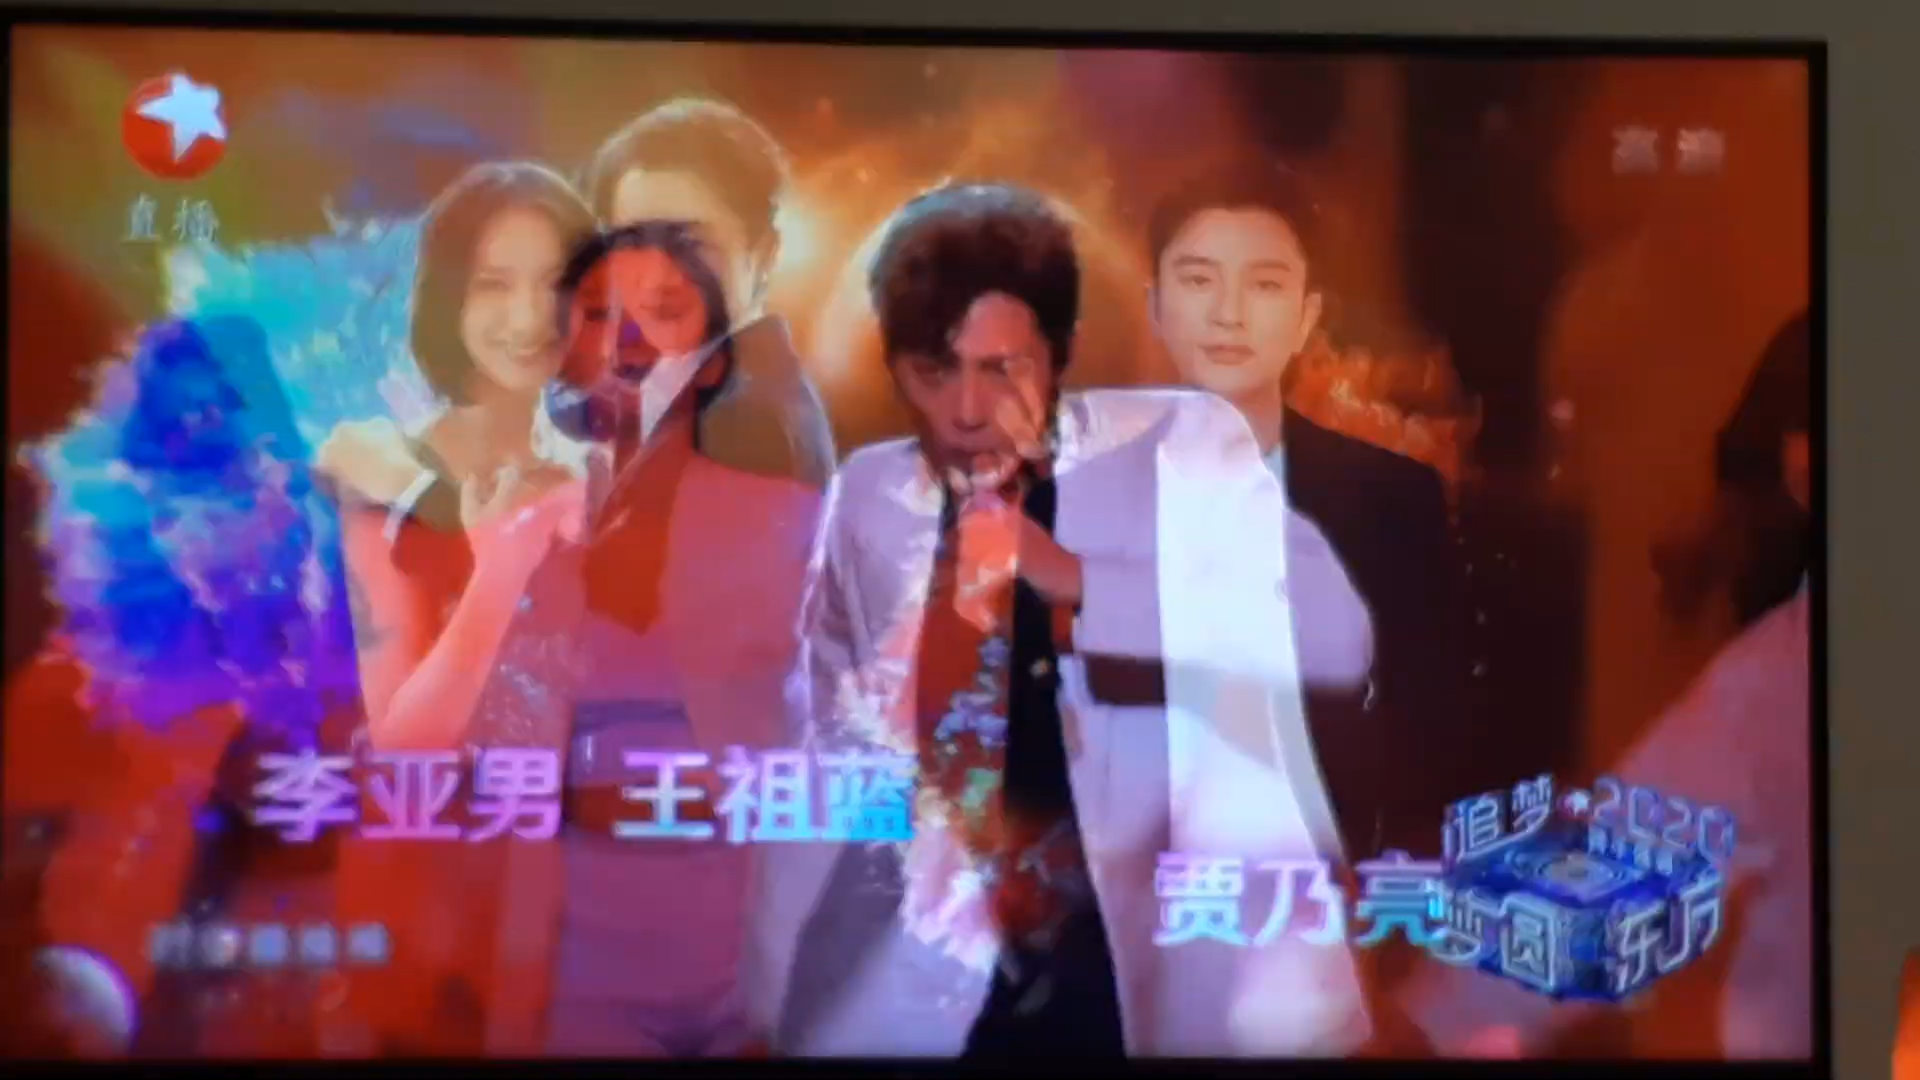 直播
高清
李亚男 王祖蓝
贾乃亮
追梦 2020
梦圆 东方